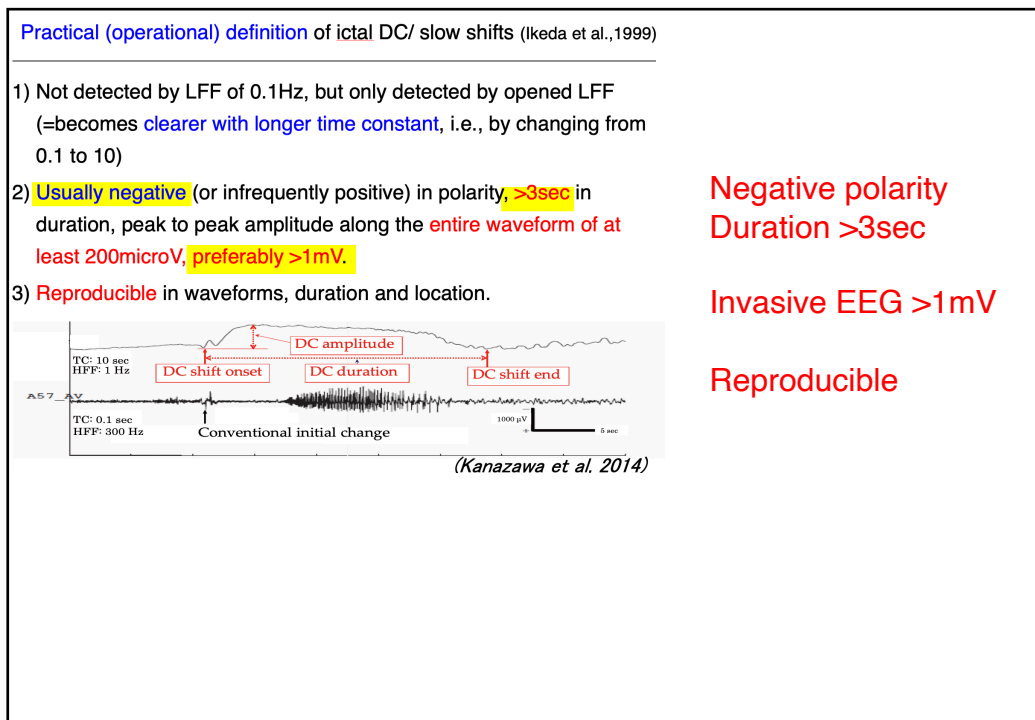 Practical (operational) definition of ictal DC/ slow shifts (Ikeda et al.,1999)
1) Not detected by LFF of 0.1Hz, but only detected by opened LFF
(=becomes clearer with longer time constant, i.e., by changing from
0.1 to 10)
2) Usually negative (or infrequently positive) in polarity, >3sec in
duration, peak to peak amplitude along the entire waveform of at
least 200microV, preferably >1mV.
3) Reproducible in waveforms, duration and location.
Negative polarity
Duration >3sec
Invasive EEG >1mV
Reproducible
DC amplitude
TC: 10 sec
HFF: 1 Hz
DC shift onset
DC duration
DC shift end
A57_AV
TC: 0.1 sec
HFF: 300 Hz
Conventional initial change
1000 μV
5 sec
(Kanazawa et al. 2014)